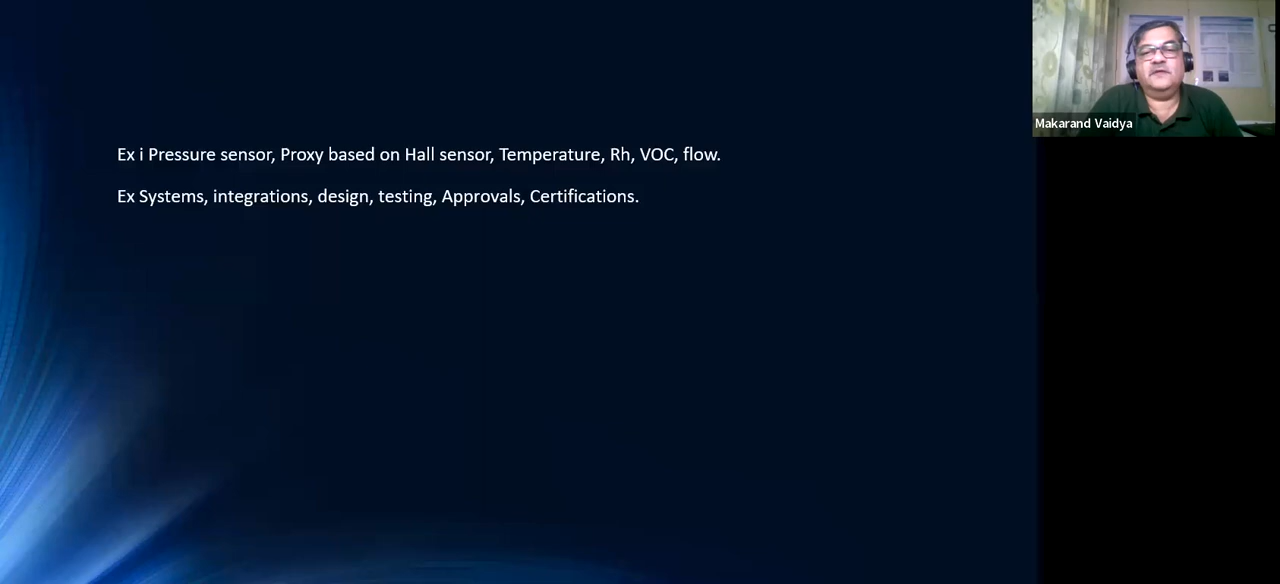 Ex i Pressure sensor, Proxy based on Hall sensor, Temperature, Rh, VOC, flow.
Ex Systems, integrations, design, testing, Approvals, Certifications.
Makarand Vaidya